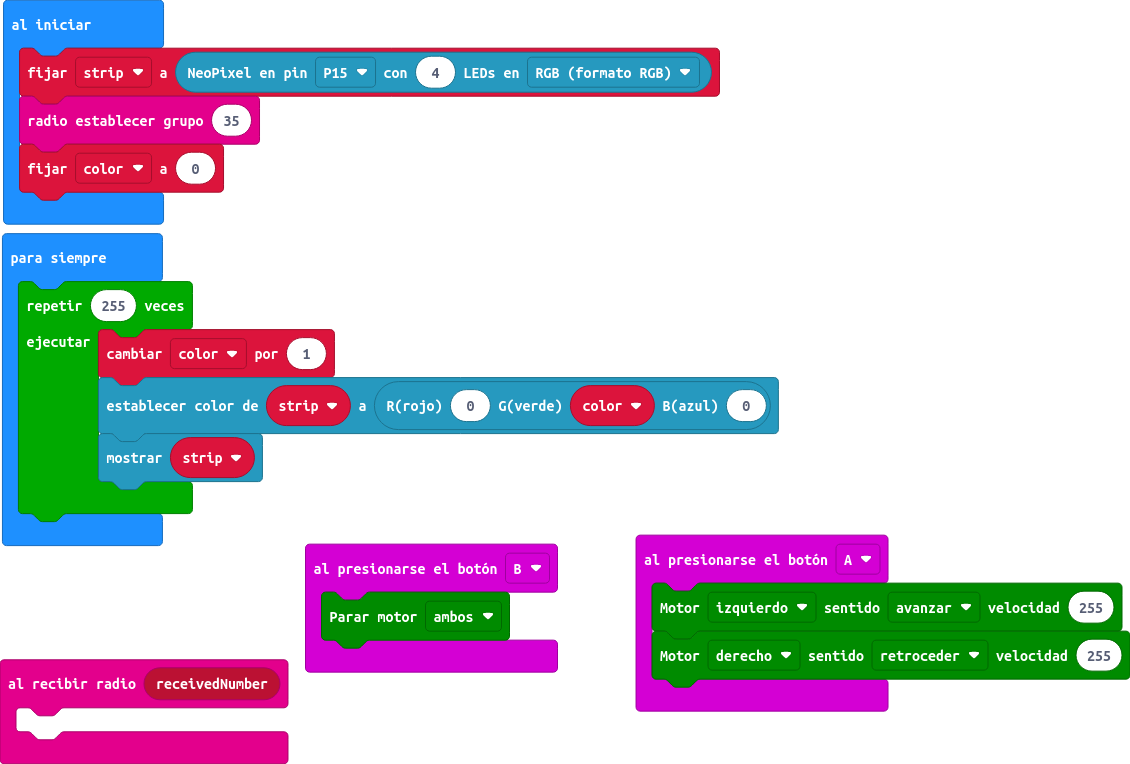 al iniciar
fijar strip a NeoPixel en pin P15 con 4 LEDs en RGB (formato RGB)
radio establecer grupo 35
fijar color a 0
para siempre
repetir 255 veces
ejecutar
cambiar color por 1
establecer color de strip a R(rojo) 0 G(verde) color B(azul) 0
mostrar strip
al presionarse el botón B
Parar motor ambos
al presionarse el botón A
Motor izquierdo sentido avanzar velocidad 255
Motor derecho sentido retroceder velocidad 255
al recibir radio receivedNumber